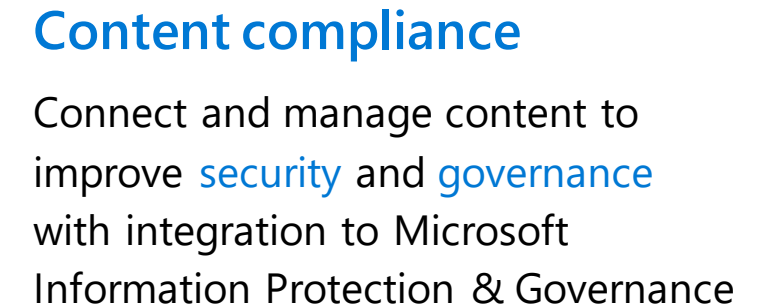 Content compliance
Connect and manage content to
improve security and governance
with integration to Microsoft
Information Protection & Governance